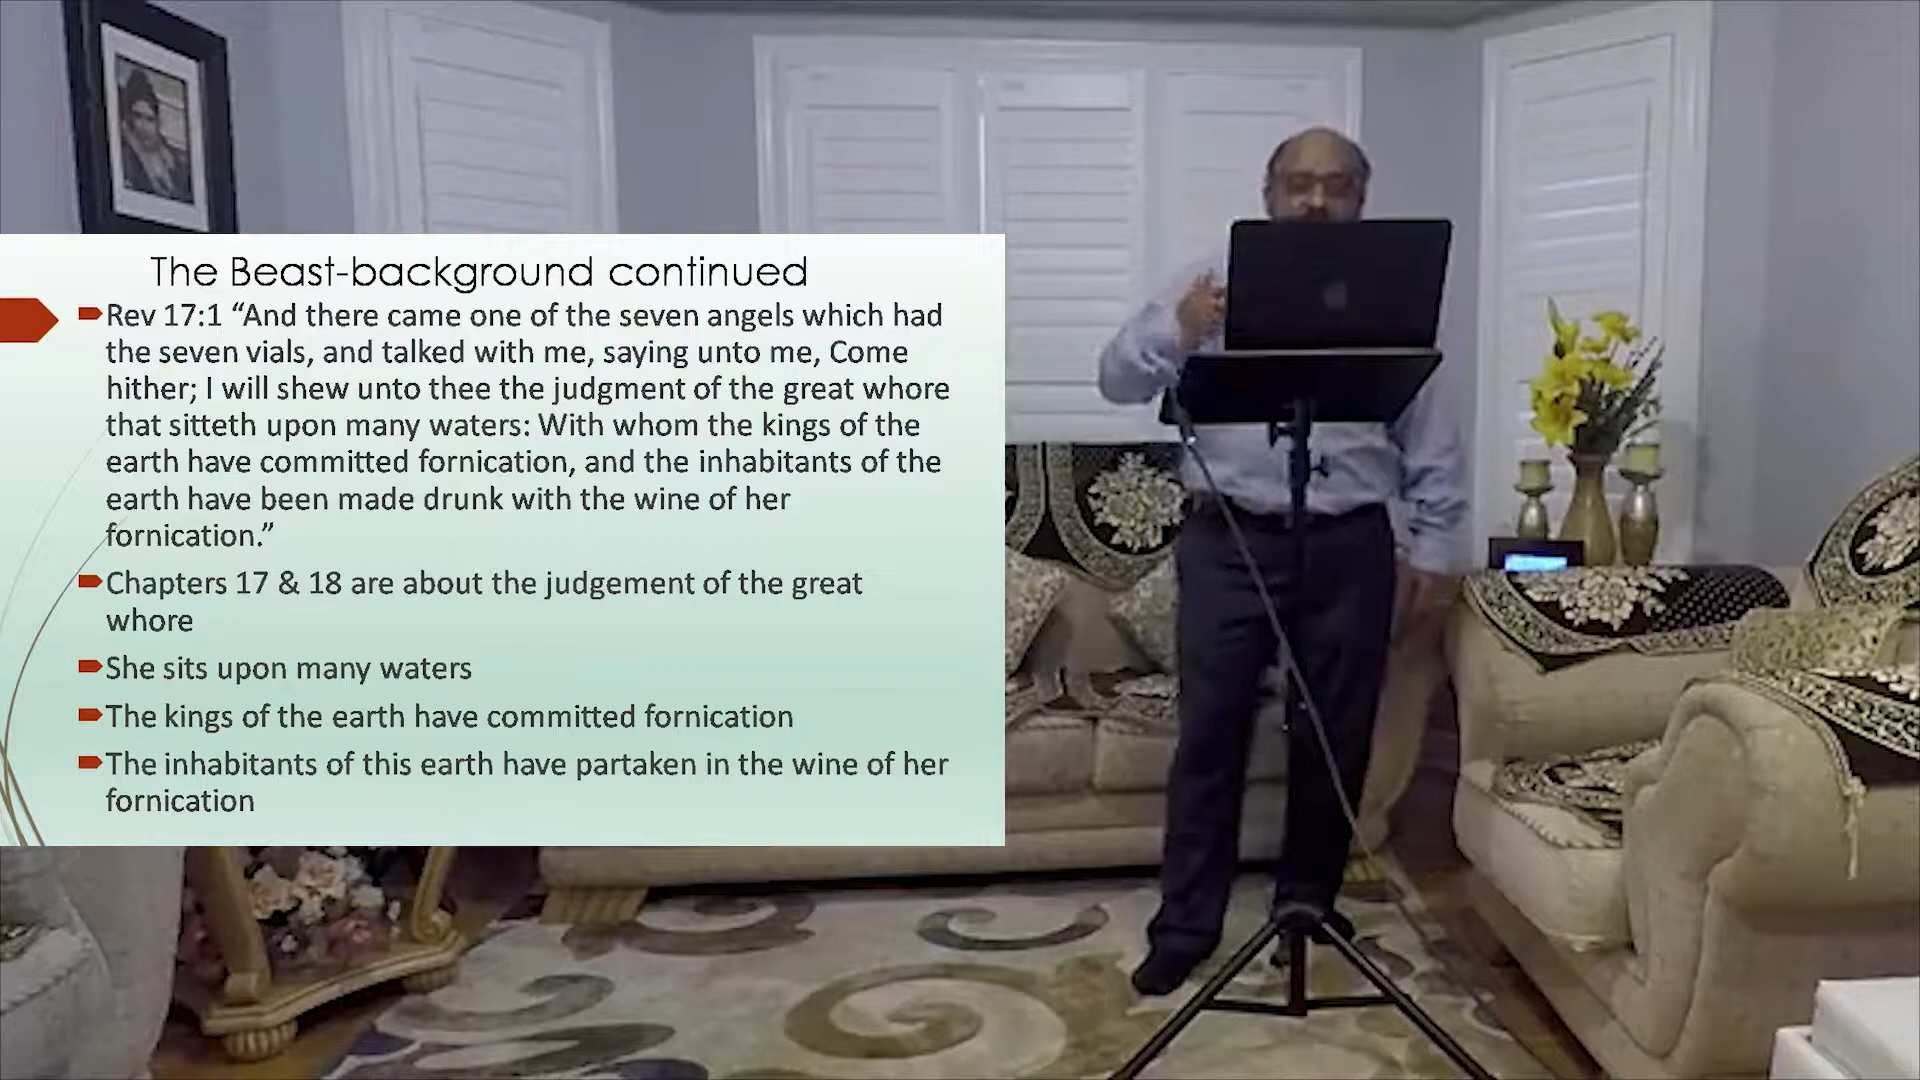 The Beast-background continued
Rev 17:1 “And there came one of the seven angels which had
the seven vials, and talked with me, saying unto me, Come
hither; I will shew unto thee the judgment of the great whore
that sitteth upon many waters: With whom the kings of the
earth have committed fornication, and the inhabitants of the
earth have been made drunk with the wine of her
fornication.”
Chapters 17 & 18 are about the judgement of the great
whore
She sits upon many waters
The kings of the earth have committed fornication
The inhabitants of this earth have partaken in the wine of her
fornication